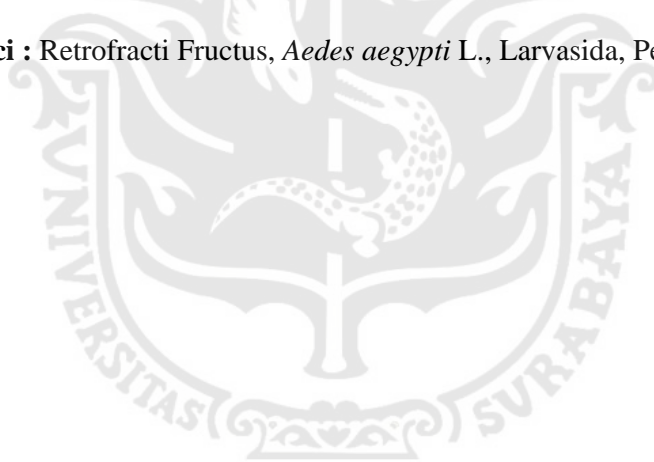 ci : Retrofracti Fructus, Aedes aegypti L., Larvasida, Pe
UNIVERSITAS SURABAYA